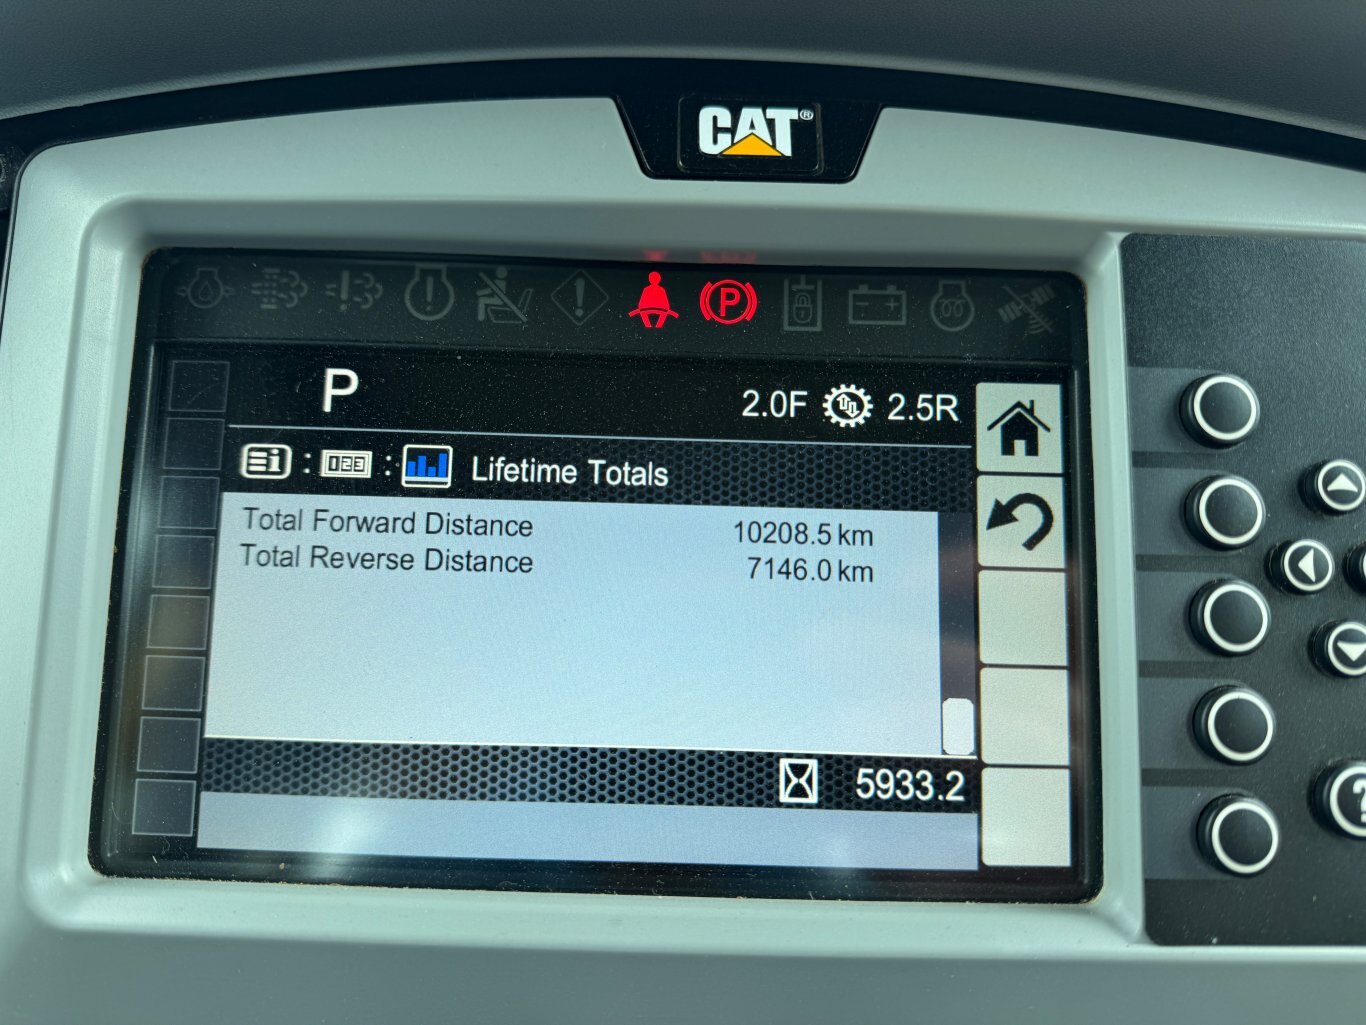 CAT®
P
P
2.0F 2.5R
023 Lifetime Totals
Total Forward Distance 10208.5 km
Total Reverse Distance 7146.0 km
5933.2
?